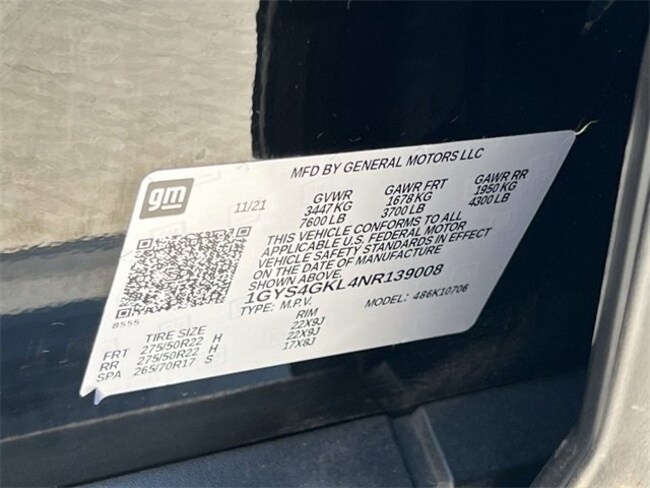 MFD BY GENERAL MOTORS LLC
gm
11/21
GVWR GAWR FRT GAWR RR
3447 KG 1678 KG 1950 KG
7600 LB 3700 LB 4300 LB
THIS VEHICLE CONFORMS TO ALL
APPLICABLE U.S. FEDERAL MOTOR
VEHICLE SAFETY STANDARDS IN EFFECT
ON THE DATE OF MANUFACTURE
SHOWN ABOVE.
1GYS4GKL4NR139008
TYPE: M.P.V. MODEL: 486K10706
8555
TIRE SIZE RIM
FRT 275/50R22 H 22X9J
RR 275/50R22 H 22X9J
SPA 265/70R17 S 17X8J